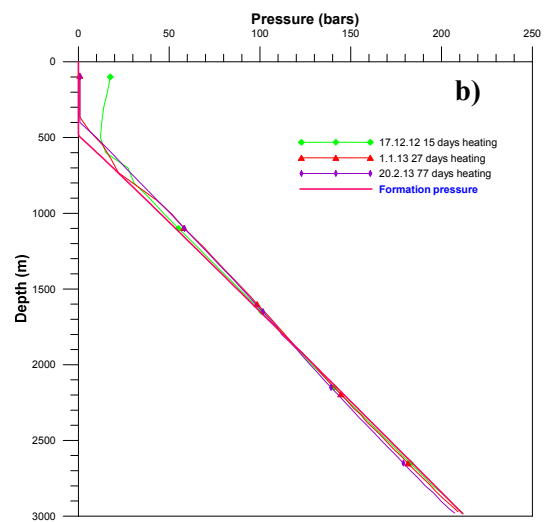 Pressure (bars)
0 50 100 150 200 250
0
500
1000
1500
2000
2500
3000
Depth (m)
b)
17.12.12 15 days heating
1.1.13 27 days heating
20.2.13 77 days heating
Formation pressure